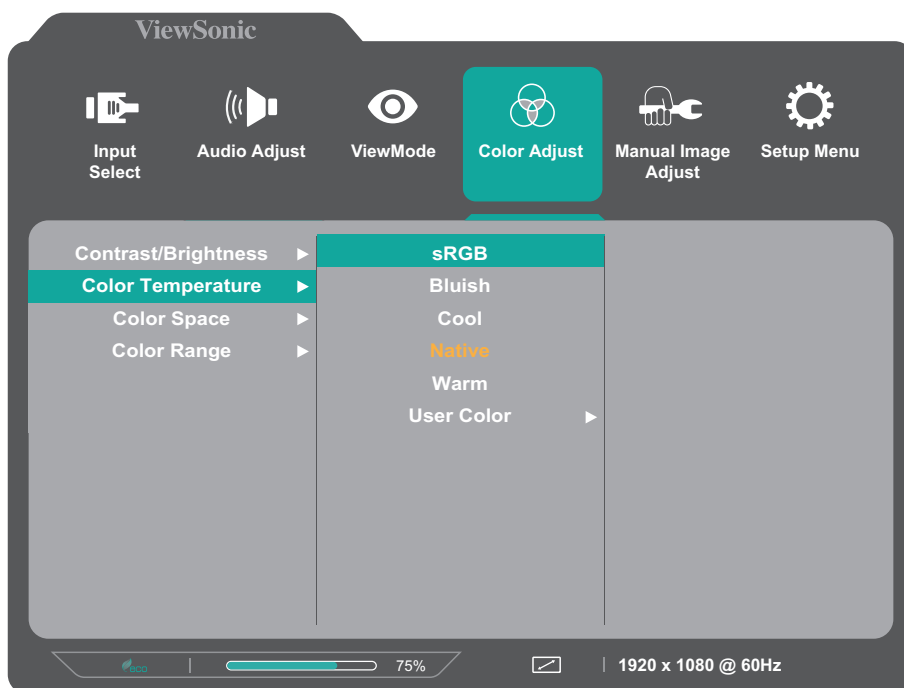 ViewSonic
Input
Select
Audio Adjust
ViewMode
Color Adjust
Manual Image
Adjust
Setup Menu
Contrast/Brightness
Color Temperature
Color Space
Color Range
sRGB
Bluish
Cool
Native
Warm
User Color
eco
75%
1920 x 1080 @ 60Hz